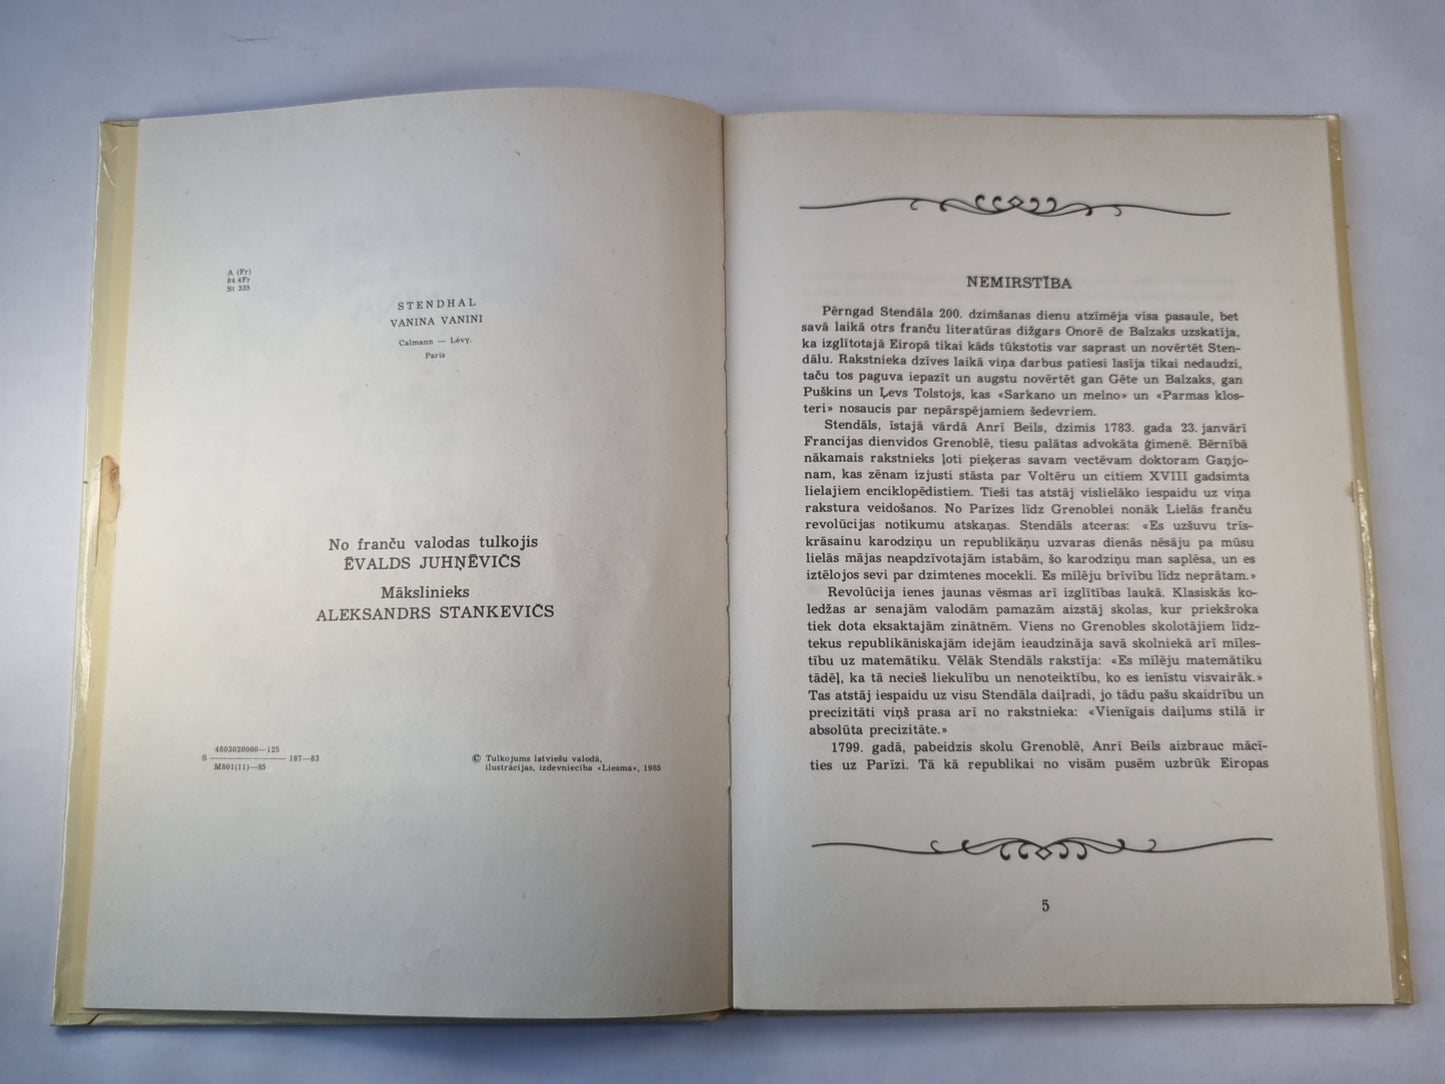 A (Fr)
84.4Fr
St 335
STENDHAL
VANINA VANINI
Calmann — Lévy.
Paris
No franču valodas tulkojis
ĒVALDS JUHŅĒVIČS
Mākslinieks
ALEKSANDRS STANKEVIČS
4803020000—125
S ——————— 187—83
M801(11)—85
© Tulkojums latviešu valodā,
ilustrācijas, izdevniecība «Liesma», 1985
NEMIRSTĪBA
Pērngad Stendāla 200. dzimšanas dienu atzīmēja visa pasaule, bet
savā laikā otrs franču literatūras dižgars Onorē de Balzaks uzskatīja,
ka izglītotajā Eiropā tikai kāds tūkstotis var saprast un novērtēt Sten-
dālu. Rakstnieka dzīves laikā viņa darbus patiesi lasīja tikai nedaudzi,
taču tos paguva iepazīt un augstu novērtēt gan Gēte un Balzaks, gan
Puškins un Ļevs Tolstojs, kas «Sarkano un melno» un «Parmas klos-
teri» nosaucis par nepārspējamiem šedevriem.
Stendāls, īstajā vārdā Anrī Beils, dzimis 1783. gada 23. janvārī
Francijas dienvidos Grenoblē, tiesu palātas advokāta ģimenē. Bērnībā
nākamais rakstnieks ļoti pieķeras savam vectēvam doktoram Gaņjo-
nam, kas zēnam izjusti stāsta par Voltēru un citiem XVIII gadsimta
lielajiem enciklopēdistiem. Tieši tas atstāj vislielāko iespaidu uz viņa
rakstura veidošanos. No Parīzes līdz Grenoblei nonāk Lielās franču
revolūcijas notikumu atskaņas. Stendāls atceras: «Es uzšuvu trīs-
krāsainu karodziņu un republikāņu uzvaras dienās nēsāju pa mūsu
lielās mājas neapdzīvotajām istabām, šo karodziņu man saplēsa, un es
iztēlojos sevi par dzimtenes mocekli. Es mīlēju brīvību līdz neprātam.»
Revolūcija ienes jaunas vēsmas arī izglītības laukā. Klasiskās ko-
ledžas ar senajām valodām pamazām aizstāj skolas, kur priekšroka
tiek dota eksaktajām zinātnēm. Viens no Grenobles skolotājiem līdz-
tekus republikāniskajām idejām ieaudzināja savā skolniekā arī mīles-
tību uz matemātiku. Vēlāk Stendāls rakstīja: «Es mīlēju matemātiku
tādēļ, ka tā necieš liekulību un nenoteiktību, ko es ienīstu visvairāk.»
Tas atstāj iespaidu uz visu Stendāla daiļradi, jo tādu pašu skaidrību un
precizitāti viņš prasa arī no rakstnieka: «Vienīgais daiļums stilā ir
absolūta precizitāte.»
1799. gadā, pabeidzis skolu Grenoblē, Anrī Beils aizbrauc mācī-
ties uz Parīzi. Tā kā republikai no visām pusēm uzbrūk Eiropas
5